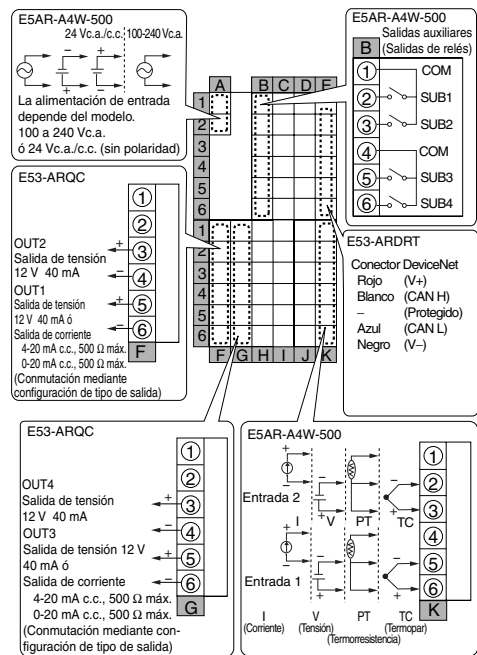 E5AR-A4W-500
24 Vc.a./c.c. 100-240 Vc.a.
− +
+ −
La alimentación de entrada
depende del modelo.
100 a 240 Vc.a.
ó 24 Vc.a./c.c. (sin polaridad)
E5AR-A4W-500
Salidas auxiliares
(Salidas de relés)
B
1 COM
2 SUB1
3 SUB2
4 COM
5 SUB3
6 SUB4
A B C D E
1
2
3
4
5
6
1
2
3
4
5
6
F G H I J K
E53-ARQC
1
2
OUT2
Salida de tensión
12 V 40 mA
+ 3
− 4
OUT1
Salida de tensión
12 V 40 mA ó
Salida de corriente
+ 5
− 6
4-20 mA c.c., 500 Ω máx.
0-20 mA c.c., 500 Ω máx.
F
(Conmutación mediante
configuración de tipo de salida)
E53-ARDRT
Conector DeviceNet
Rojo (V+)
Blanco (CAN H)
– (Protegido)
Azul (CAN L)
Negro (V–)
E53-ARQC
1
2
OUT4
Salida de tensión
12 V 40 mA
+ 3
− 4
OUT3
Salida de tensión 12 V
40 mA ó
Salida de corriente
+ 5
− 6
4-20 mA c.c., 500 Ω máx.
0-20 mA c.c., 500 Ω máx.
G
(Conmutación mediante con-
figuración de tipo de salida)
E5AR-A4W-500
1
2
3
4
5
6
K
+ − − +
Entrada 2
I V PT TC
+ − − +
Entrada 1
I V PT TC
(Corriente) (Tensión) (Termopar)
(Termorresistencia)